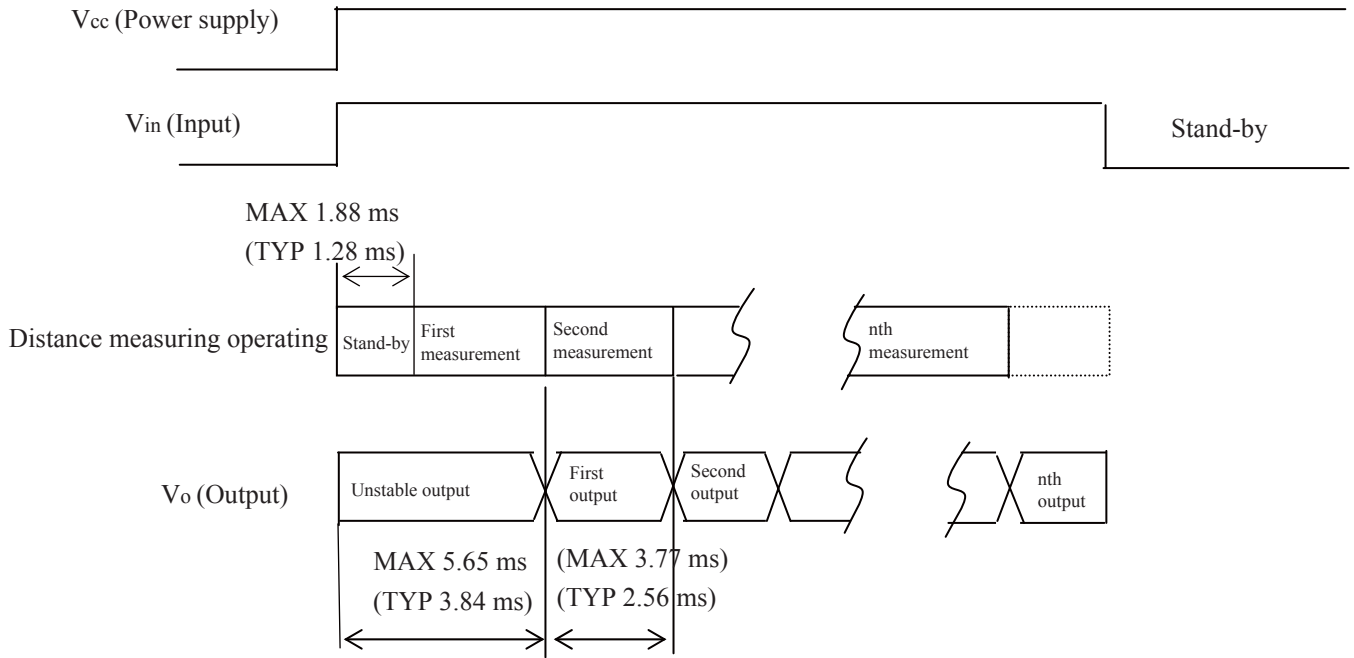 Vcc (Power supply)
Vin (Input)
Stand-by
MAX 1.88 ms
(TYP 1.28 ms)
Distance measuring operating
Stand-by
First
measurement
Second
measurement
nth
measurement
Vo (Output)
Unstable output
First
output
Second
output
nth
output
MAX 5.65 ms
(TYP 3.84 ms)
(MAX 3.77 ms)
(TYP 2.56 ms)